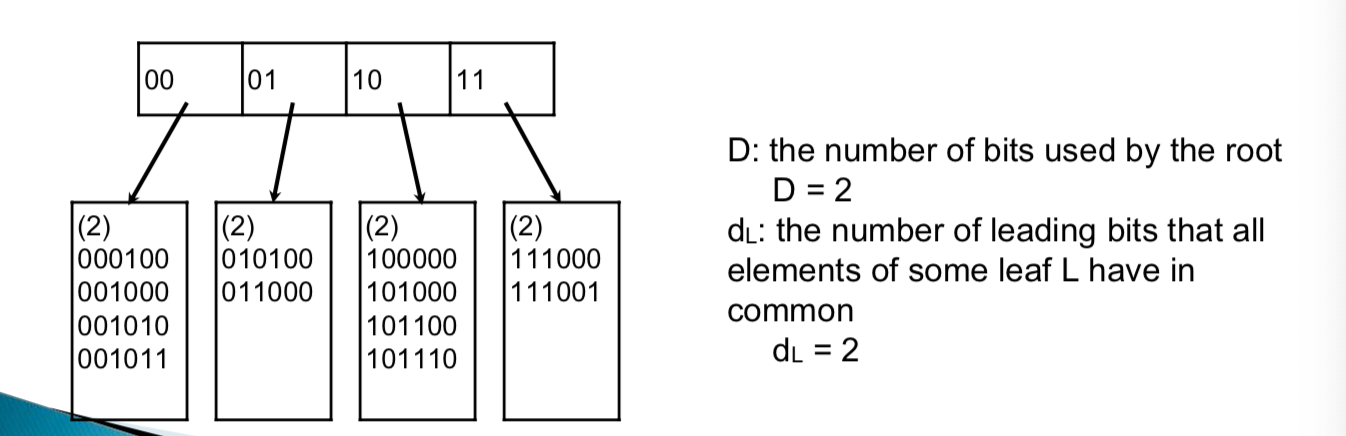 00 01 10 11
(2)
000100
001000
001010
001011
(2)
010100
011000
(2)
100000
101000
101100
101110
(2)
111000
111001
D: the number of bits used by the root
D = 2
dL: the number of leading bits that all
elements of some leaf L have in
common
dL = 2